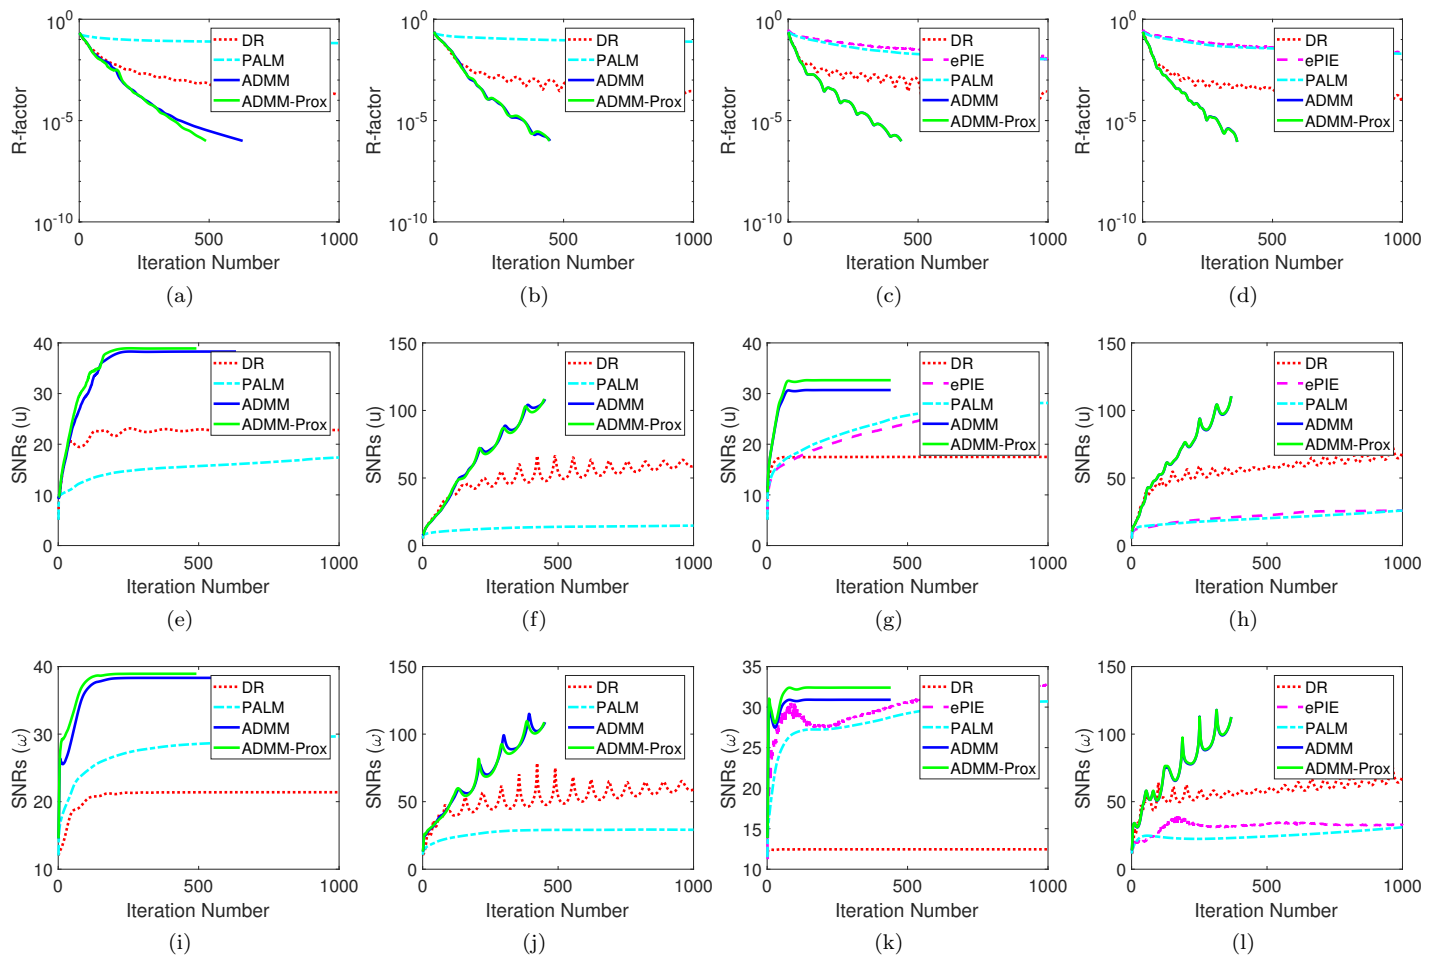 10^0
10^-5
10^-10
R-factor
0 500 1000
Iteration Number
DR
PALM
ADMM
ADMM-Prox
(a)
10^0
10^-5
10^-10
R-factor
0 500 1000
Iteration Number
DR
PALM
ADMM
ADMM-Prox
(b)
10^0
10^-5
10^-10
R-factor
0 500 1000
Iteration Number
DR
ePIE
PALM
ADMM
ADMM-Prox
(c)
10^0
10^-5
10^-10
R-factor
0 500 1000
Iteration Number
DR
ePIE
PALM
ADMM
ADMM-Prox
(d)
40
30
20
10
0
SNRs (u)
0 500 1000
Iteration Number
DR
PALM
ADMM
ADMM-Prox
(e)
150
100
50
0
SNRs (u)
0 500 1000
Iteration Number
DR
PALM
ADMM
ADMM-Prox
(f)
40
30
20
10
0
SNRs (u)
0 500 1000
Iteration Number
DR
ePIE
PALM
ADMM
ADMM-Prox
(g)
150
100
50
0
SNRs (u)
0 500 1000
Iteration Number
DR
ePIE
PALM
ADMM
ADMM-Prox
(h)
40
30
20
10
SNRs (ω)
0 500 1000
Iteration Number
DR
PALM
ADMM
ADMM-Prox
(i)
150
100
50
0
SNRs (ω)
0 500 1000
Iteration Number
DR
PALM
ADMM
ADMM-Prox
(j)
35
30
25
20
15
10
SNRs (ω)
0 500 1000
Iteration Number
DR
ePIE
PALM
ADMM
ADMM-Prox
(k)
150
100
50
0
SNRs (ω)
0 500 1000
Iteration Number
DR
ePIE
PALM
ADMM
ADMM-Prox
(l)